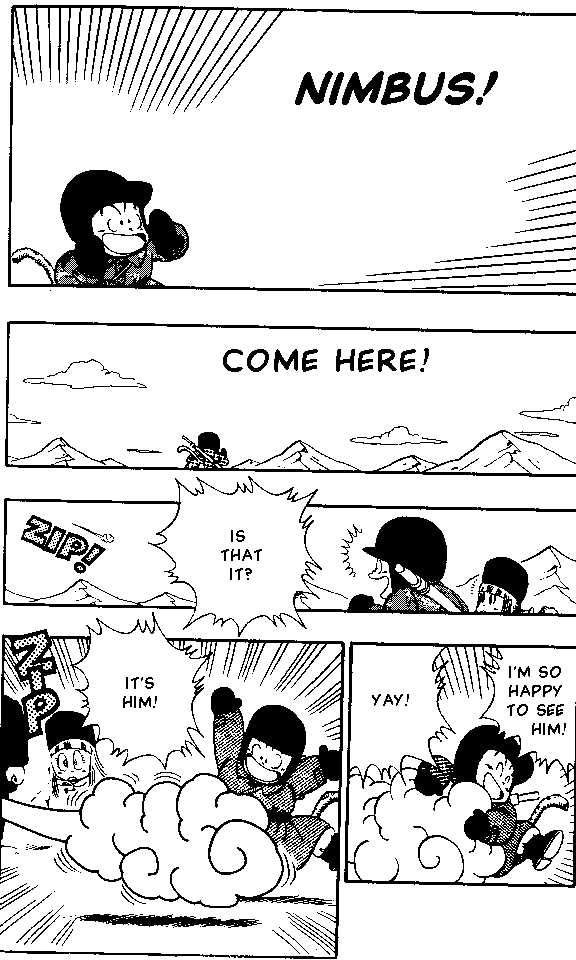 NIMBUS!
COME HERE!
ZIP!
IS
THAT
IT?
ZIP
IT'S
HIM!
YAY!
I'M SO
HAPPY
TO SEE
HIM!